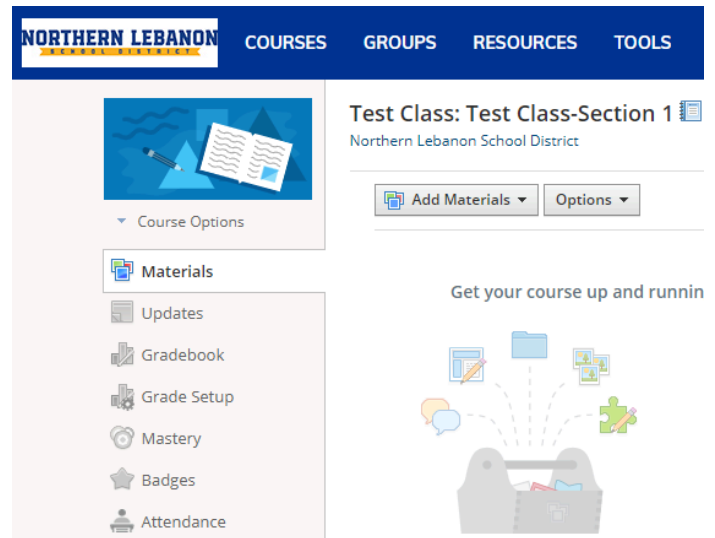 NORTHERN LEBANON
SCHOOL DISTRICT
COURSES GROUPS RESOURCES TOOLS
Test Class: Test Class-Section 1
Northern Lebanon School District
Add Materials Options
Course Options
Materials
Get your course up and runnin
Updates
Gradebook
Grade Setup
Mastery
Badges
Attendance